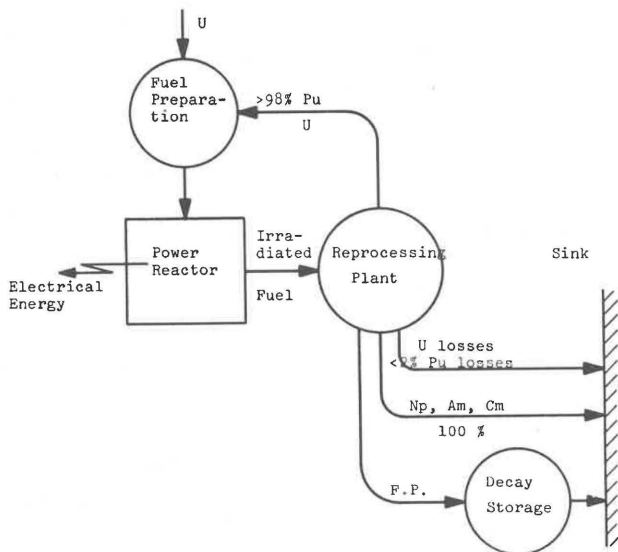 U
Fuel
Prepara-
tion
>98% Pu
U
Power
Reactor
Irra-
diated
Fuel
Electrical
Energy
Reprocessing
Plant
Sink
U losses
<2% Pu losses
Np, Am, Cm
100 %
F.P.
Decay
Storage